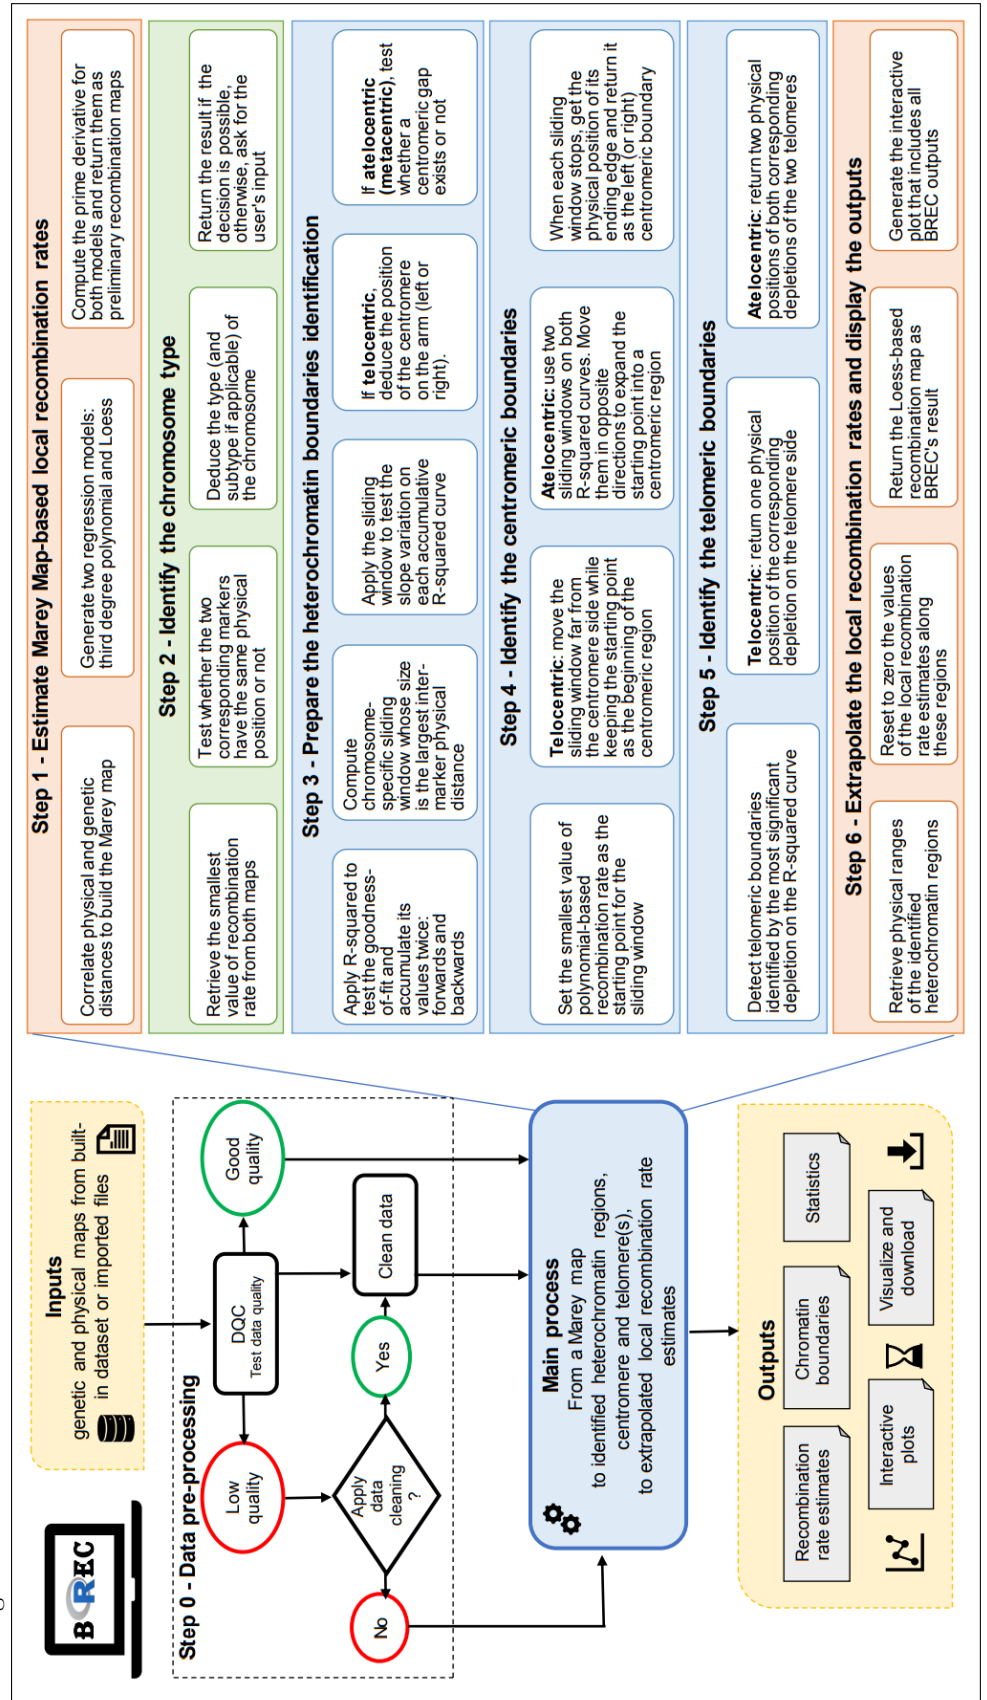 BREC
Inputs
genetic and physical maps from built-
in dataset or imported files
Step 0 - Data pre-processing
DQC
Test data quality
Low
quality
Good
quality
Apply
data
cleaning
?
Yes
No
Clean data
Main process
From a Marey map
to identified heterochromatin regions,
centromere and telomere(s),
to extrapolated local recombination rate
estimates
Outputs
Recombination
rate estimates
Chromatin
boundaries
Statistics
Interactive
plots
Visualize and
download
Step 1 - Estimate Marey Map-based local recombination rates
Correlate physical and genetic
distances to build the Marey map
Generate two regression models:
third degree polynomial and Loess
Compute the prime derivative for
both models and return them as
preliminary recombination maps
Step 2 - Identify the chromosome type
Retrieve the smallest
value of recombination
rate from both maps
Test whether the two
corresponding markers
have the same physical
position or not
Deduce the type (and
subtype if applicable) of
the chromosome
Return the result if the
decision is possible,
otherwise, ask for the
user's input
Step 3 - Prepare the heterochromatin boundaries identification
Apply R-squared to
test the goodness-
of-fit and
accumulate its
values twice:
forwards and
backwards
Compute
chromosome-
specific sliding
window whose size
is the largest inter-
marker physical
distance
Apply the sliding
window to test the
slope variation on
each accumulative
R-squared curve
If telocentric,
deduce the position
of the centromere
on the arm (left or
right).
If atelocentric
(metacentric), test
whether a
centromeric gap
exists or not
Step 4 - Identify the centromeric boundaries
Set the smallest value of
polynomial-based
recombination rate as the
starting point for the
sliding window
Telocentric: move the
sliding window far from
the centromere side while
keeping the starting point
as the beginning of the
centromeric region
Atelocentric: use two
sliding windows on both
R-squared curves. Move
them in opposite
directions to expand the
starting point into a
centromeric region
When each sliding
window stops, get the
physical position of its
ending edge and return it
as the left (or right)
centromeric boundary
Step 5 - Identify the telomeric boundaries
Detect telomeric boundaries
identified by the most significant
depletion on the R-squared curve
Telocentric: return one physical
position of the corresponding
depletion on the telomere side
Atelocentric: return two physical
positions of both corresponding
depletions of the two telomeres
Step 6 - Extrapolate the local recombination rates and display the outputs
Retrieve physical ranges
of the identified
heterochromatin regions
Reset to zero the values
of the local recombination
rate estimates along
these regions
Return the Loess-based
recombination map as
BREC's result
Generate the interactive
plot that includes all
BREC outputs